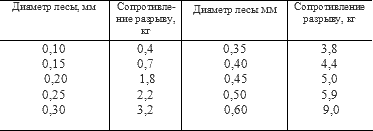 Диаметр лесы, мм Сопротивле- Диаметр лесы мм Сопротивление
ние разрыву, разрыву, кг
кг
0,10 0,4 0,35 3,8
0,15 0,7 0,40 4,4
0,20 1,8 0,45 5,0
0,25 2,2 0,50 5,9
0,30 3,2 0,60 9,0